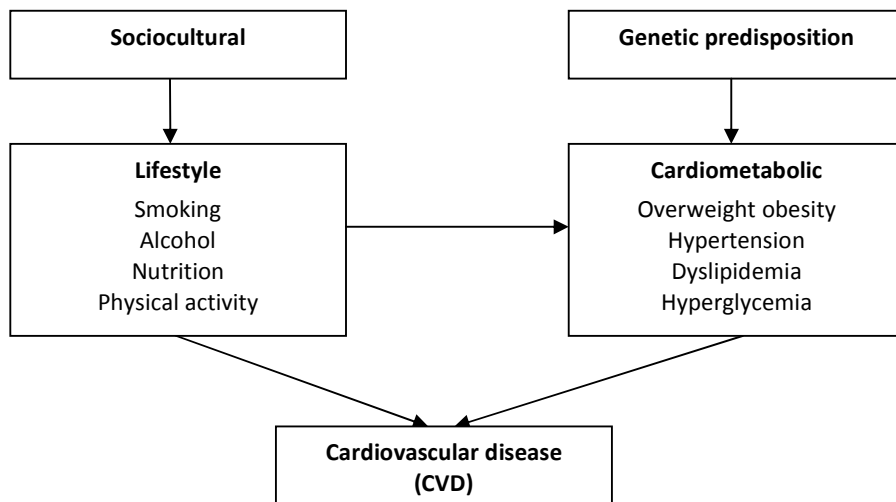 Sociocultural
Genetic predisposition
Lifestyle
Smoking
Alcohol
Nutrition
Physical activity
Cardiometabolic
Overweight obesity
Hypertension
Dyslipidemia
Hyperglycemia
Cardiovascular disease
(CVD)